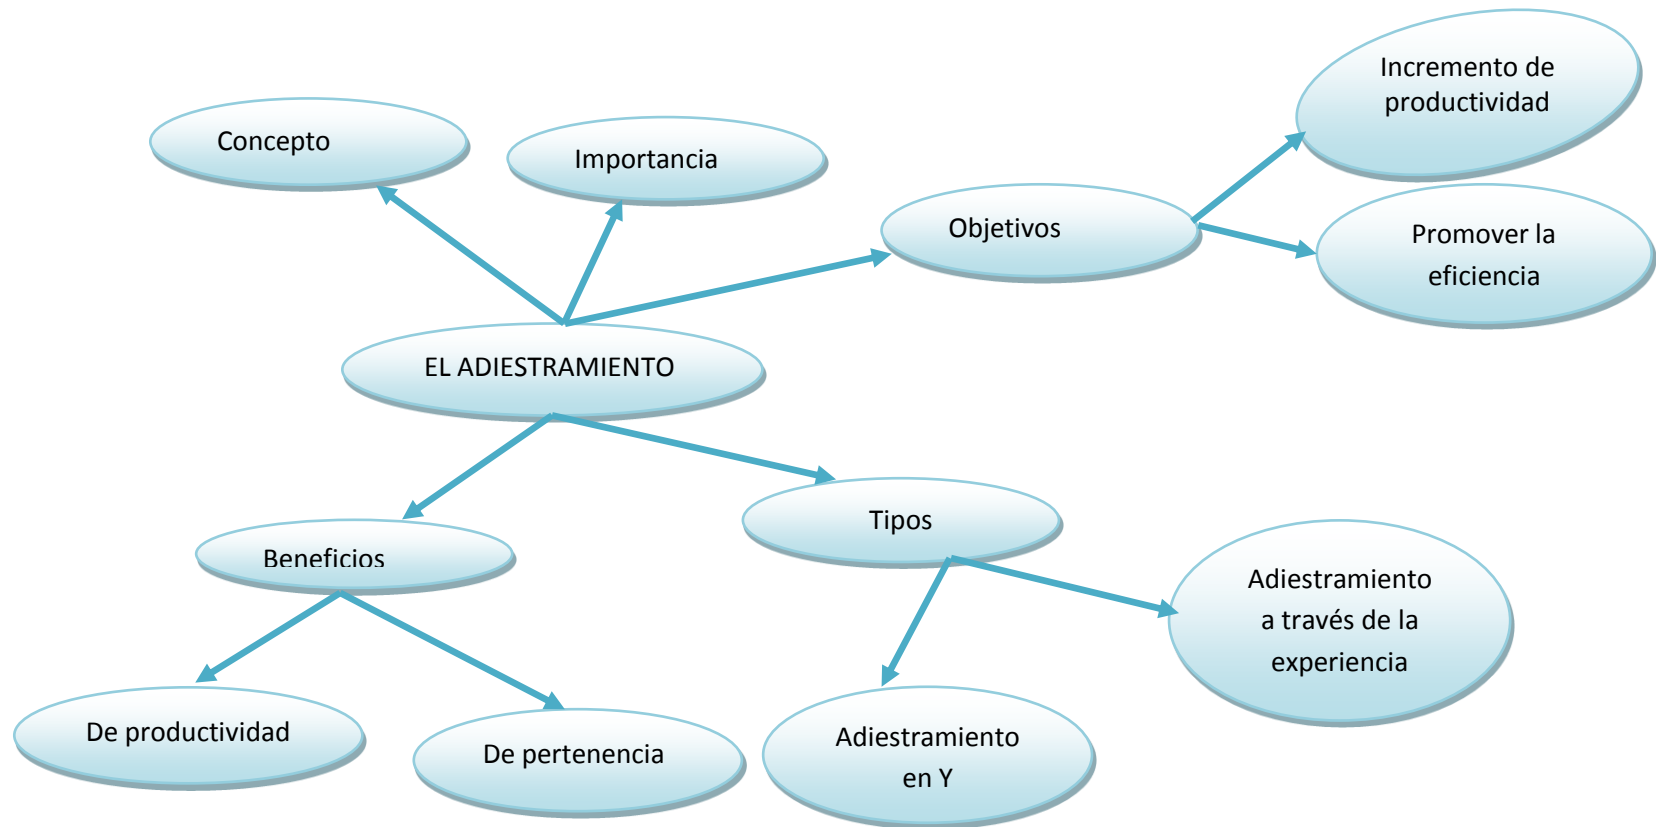 Incremento de
productividad
Concepto
Importancia
Objetivos
Promover la
eficiencia
EL ADIESTRAMIENTO
Tipos
Beneficios
Adiestramiento
a través de la
experiencia
De productividad
De pertenencia
Adiestramiento
en Y